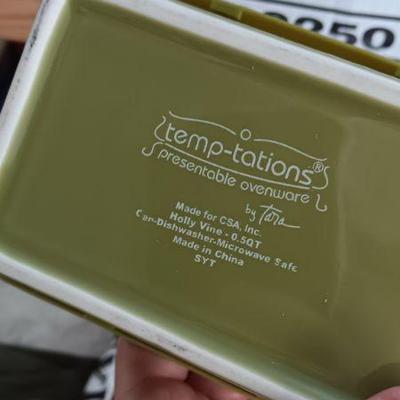 0250
temp-tations®
presentable ovenware
by Tara
Made for CSA, Inc.
Holly Vine - 0.5QT
Oven-Dishwasher-Microwave Safe
Made in China
SYT